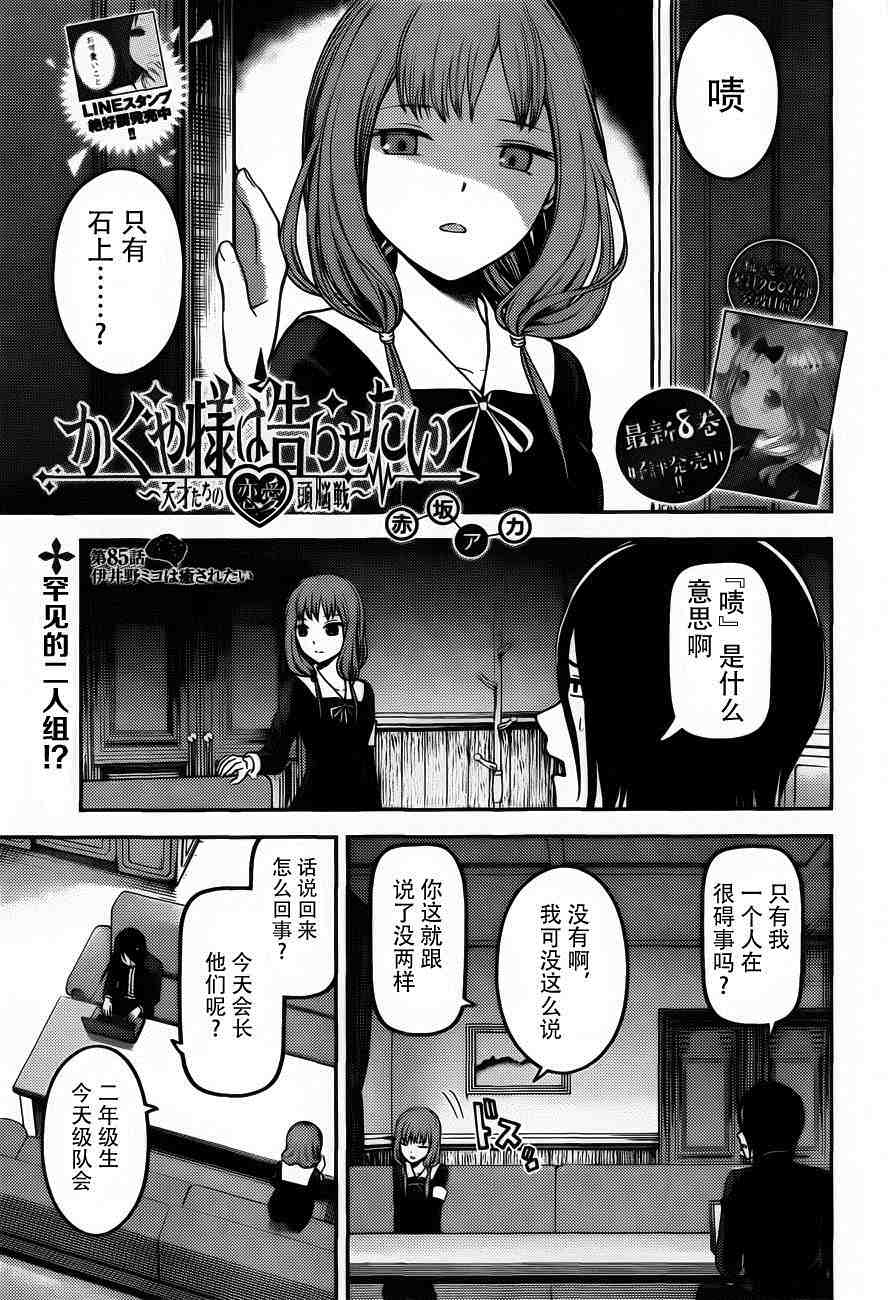 啧
只有
石上……?
お可愛いこと
LINEスタンプ
絶好調発売中
!!
最新8巻
好評発売中
!!
かぐや様は告らせたい
~天才たちの恋愛頭脳戦~
赤坂アカ
第85話
伊井野ミコは癒されたい
罕见的二人组!?
『啧』是什么
意思啊
只有我
一个人在
很碍事吗?
没有啊,
我可没这么说
你这就跟
说了没两样
ドスっ
话说回来
怎么回事?
今天会长
他们呢?
二年级生
今天级队会